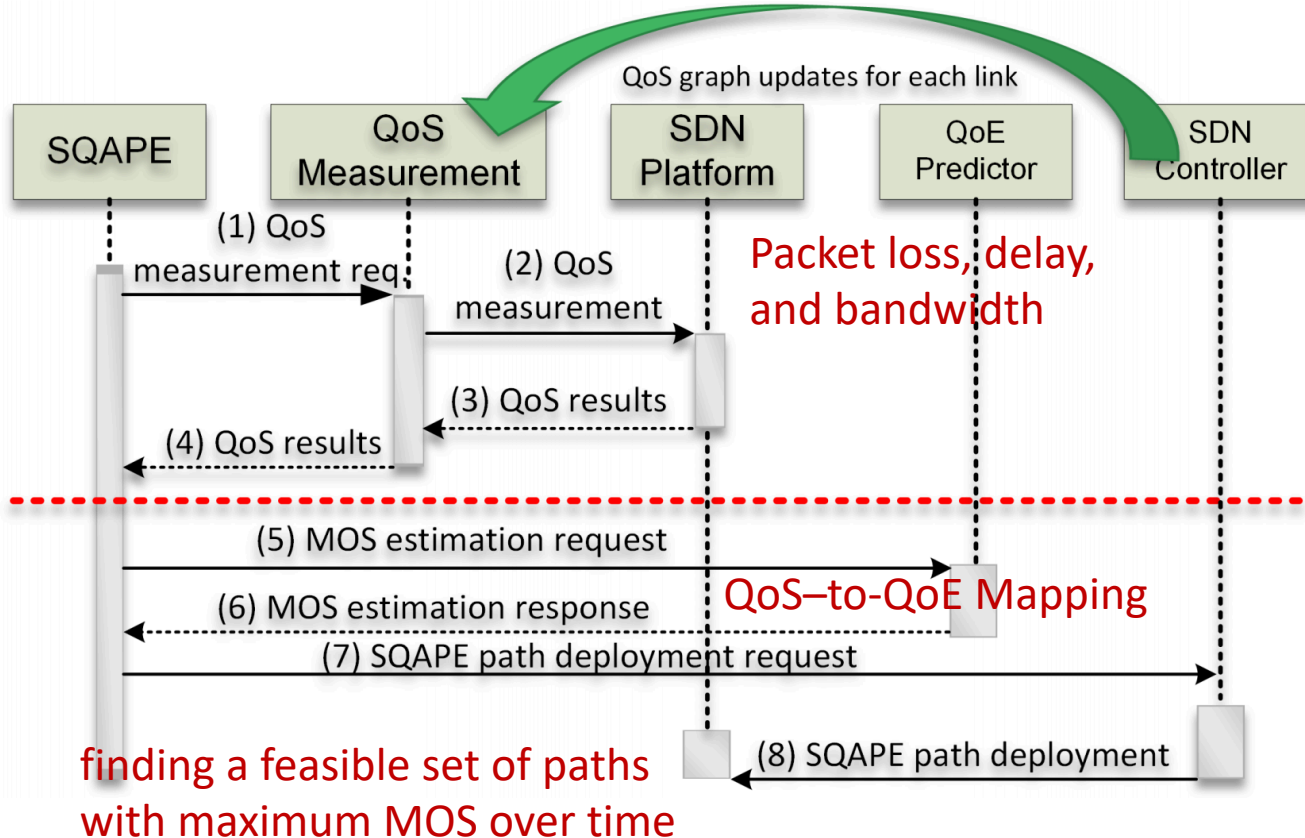 QoS graph updates for each link
SQAPE
QoS
Measurement
SDN
Platform
QoE
Predictor
SDN
Controller
(1) QoS
measurement req.
(2) QoS
measurement
Packet loss, delay,
and bandwidth
(3) QoS results
(4) QoS results
(5) MOS estimation request
QoS–to-QoE Mapping
(6) MOS estimation response
(7) SQAPE path deployment request
(8) SQAPE path deployment
finding a feasible set of paths
with maximum MOS over time